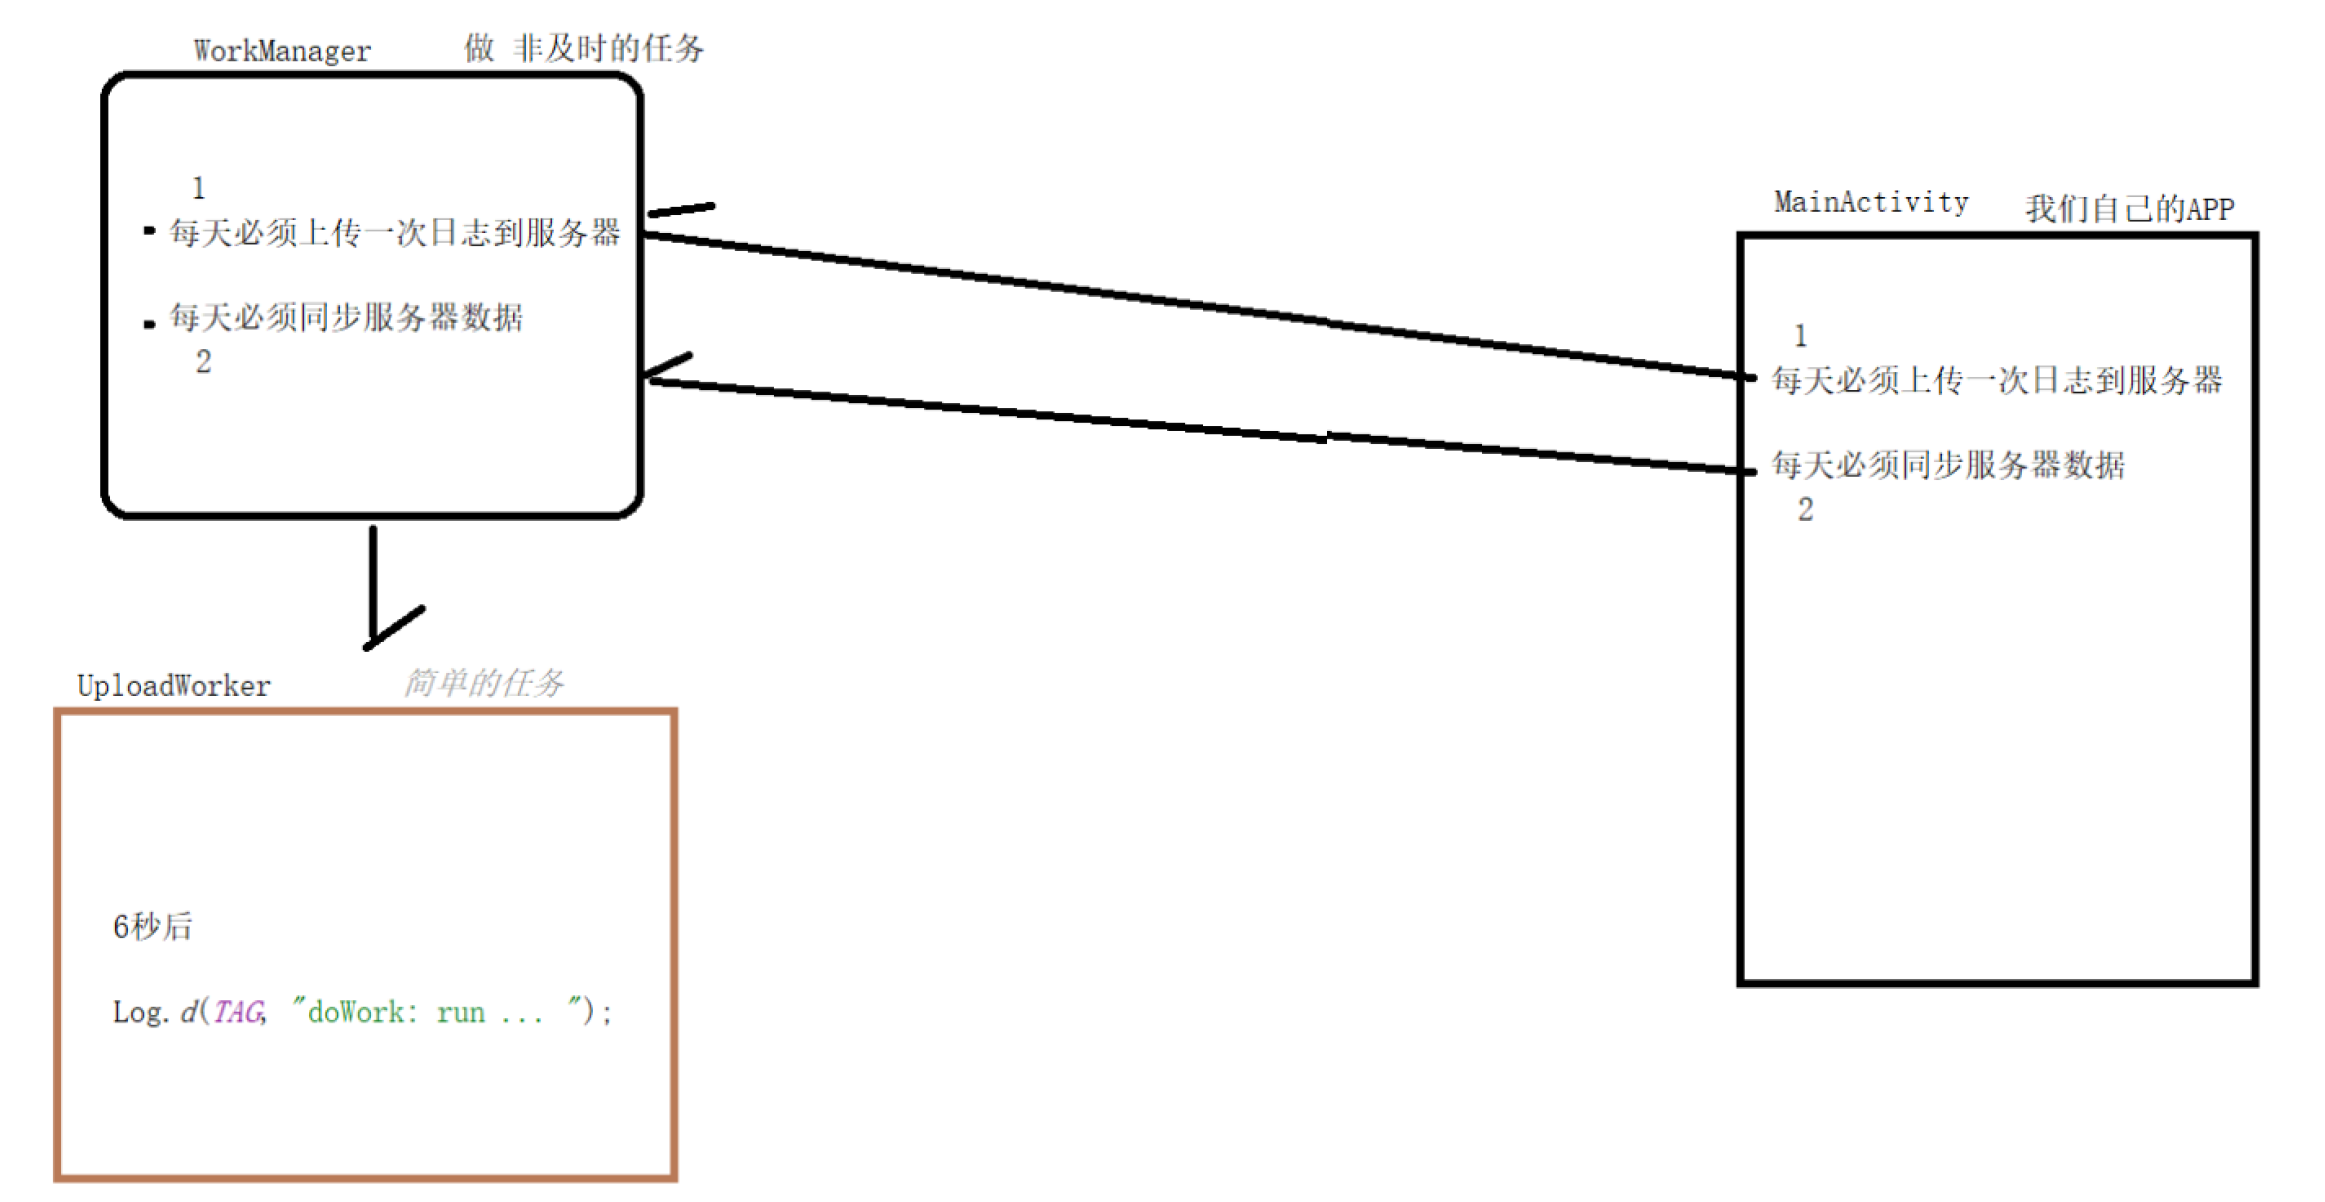 WorkManager 做 非及时的任务
1
每天必须上传一次日志到服务器
每天必须同步服务器数据
2
MainActivity 我们自己的APP
1
每天必须上传一次日志到服务器
每天必须同步服务器数据
2
UploadWorker 简单的任务
6秒后
Log.d(TAG, "doWork: run ... ");